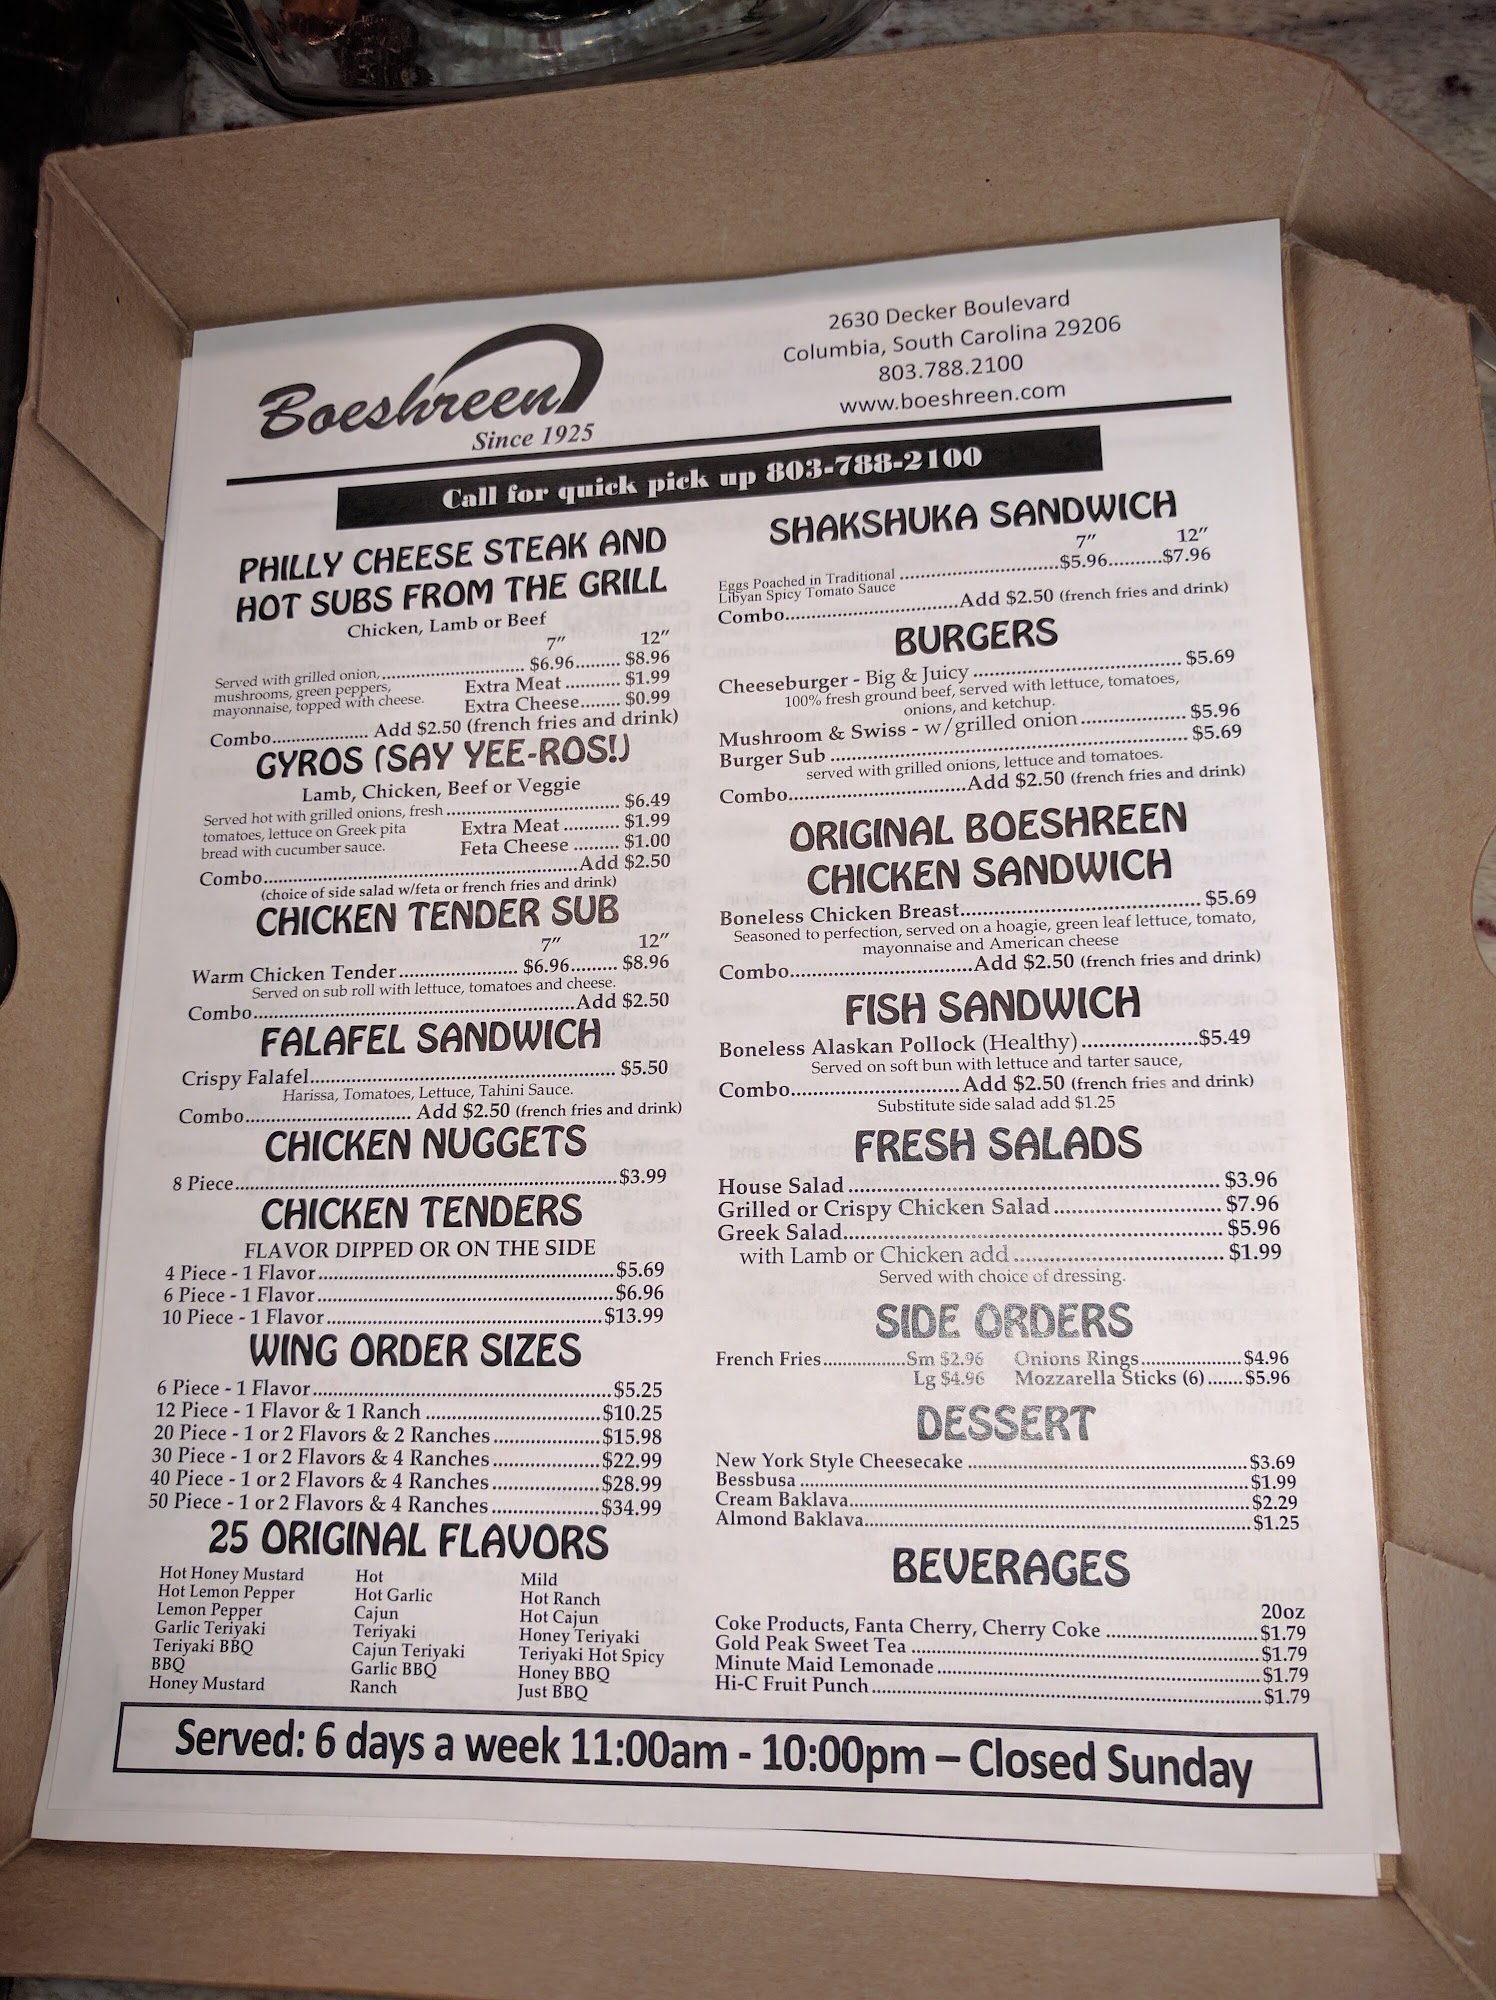 Boeshreen
Since 1925
2630 Decker Boulevard
Columbia, South Carolina 29206
803.788.2100
www.boeshreen.com
Call for quick pick up 803-788-2100
PHILLY CHEESE STEAK AND
HOT SUBS FROM THE GRILL
Chicken, Lamb or Beef
7" 12"
Served with grilled onion, $6.96 $8.96
mushrooms, green peppers, Extra Meat $1.99
mayonnaise, topped with cheese. Extra Cheese $0.99
Combo Add $2.50 (french fries and drink)
GYROS (SAY YEE-ROS!)
Lamb, Chicken, Beef or Veggie
Served hot with grilled onions, fresh $6.49
tomatoes, lettuce on Greek pita Extra Meat $1.99
bread with cucumber sauce. Feta Cheese $1.00
Combo Add $2.50
(choice of side salad w/feta or french fries and drink)
CHICKEN TENDER SUB
7" 12"
Warm Chicken Tender $6.96 $8.96
Served on sub roll with lettuce, tomatoes and cheese.
Combo Add $2.50
FALAFEL SANDWICH
Crispy Falafel $5.50
Harissa, Tomatoes, Lettuce, Tahini Sauce.
Combo Add $2.50 (french fries and drink)
CHICKEN NUGGETS
8 Piece $3.99
CHICKEN TENDERS
FLAVOR DIPPED OR ON THE SIDE
4 Piece - 1 Flavor $5.69
6 Piece - 1 Flavor $6.96
10 Piece - 1 Flavor $13.99
WING ORDER SIZES
6 Piece - 1 Flavor $5.25
12 Piece - 1 Flavor & 1 Ranch $10.25
20 Piece - 1 or 2 Flavors & 2 Ranches $15.98
30 Piece - 1 or 2 Flavors & 4 Ranches $22.99
40 Piece - 1 or 2 Flavors & 4 Ranches $28.99
50 Piece - 1 or 2 Flavors & 4 Ranches $34.99
25 ORIGINAL FLAVORS
Hot Honey Mustard Hot Mild
Hot Lemon Pepper Hot Garlic Hot Ranch
Lemon Pepper Cajun Hot Cajun
Garlic Teriyaki Teriyaki Honey Teriyaki
Teriyaki BBQ Cajun Teriyaki Teriyaki Hot Spicy
BBQ Garlic BBQ Honey BBQ
Honey Mustard Ranch Just BBQ
SHAKSHUKA SANDWICH
7" 12"
Eggs Poached in Traditional $5.96 $7.96
Libyan Spicy Tomato Sauce
Combo Add $2.50 (french fries and drink)
BURGERS
Cheeseburger - Big & Juicy $5.69
100% fresh ground beef, served with lettuce, tomatoes,
onions, and ketchup.
Mushroom & Swiss - w/grilled onion $5.96
Burger Sub $5.69
served with grilled onions, lettuce and tomatoes.
Combo Add $2.50 (french fries and drink)
ORIGINAL BOESHREEN
CHICKEN SANDWICH
Boneless Chicken Breast $5.69
Seasoned to perfection, served on a hoagie, green leaf lettuce, tomato,
mayonnaise and American cheese
Combo Add $2.50 (french fries and drink)
FISH SANDWICH
Boneless Alaskan Pollock (Healthy) $5.49
Served on soft bun with lettuce and tarter sauce,
Combo Add $2.50 (french fries and drink)
Substitute side salad add $1.25
FRESH SALADS
House Salad $3.96
Grilled or Crispy Chicken Salad $7.96
Greek Salad $5.96
with Lamb or Chicken add $1.99
Served with choice of dressing.
SIDE ORDERS
French Fries Sm $2.96 Onions Rings $4.96
Lg $4.96 Mozzarella Sticks (6) $5.96
DESSERT
New York Style Cheesecake $3.69
Bessbusa $1.99
Cream Baklava $2.29
Almond Baklava $1.25
BEVERAGES
20oz
Coke Products, Fanta Cherry, Cherry Coke $1.79
Gold Peak Sweet Tea $1.79
Minute Maid Lemonade $1.79
Hi-C Fruit Punch $1.79
Served: 6 days a week 11:00am - 10:00pm – Closed Sunday